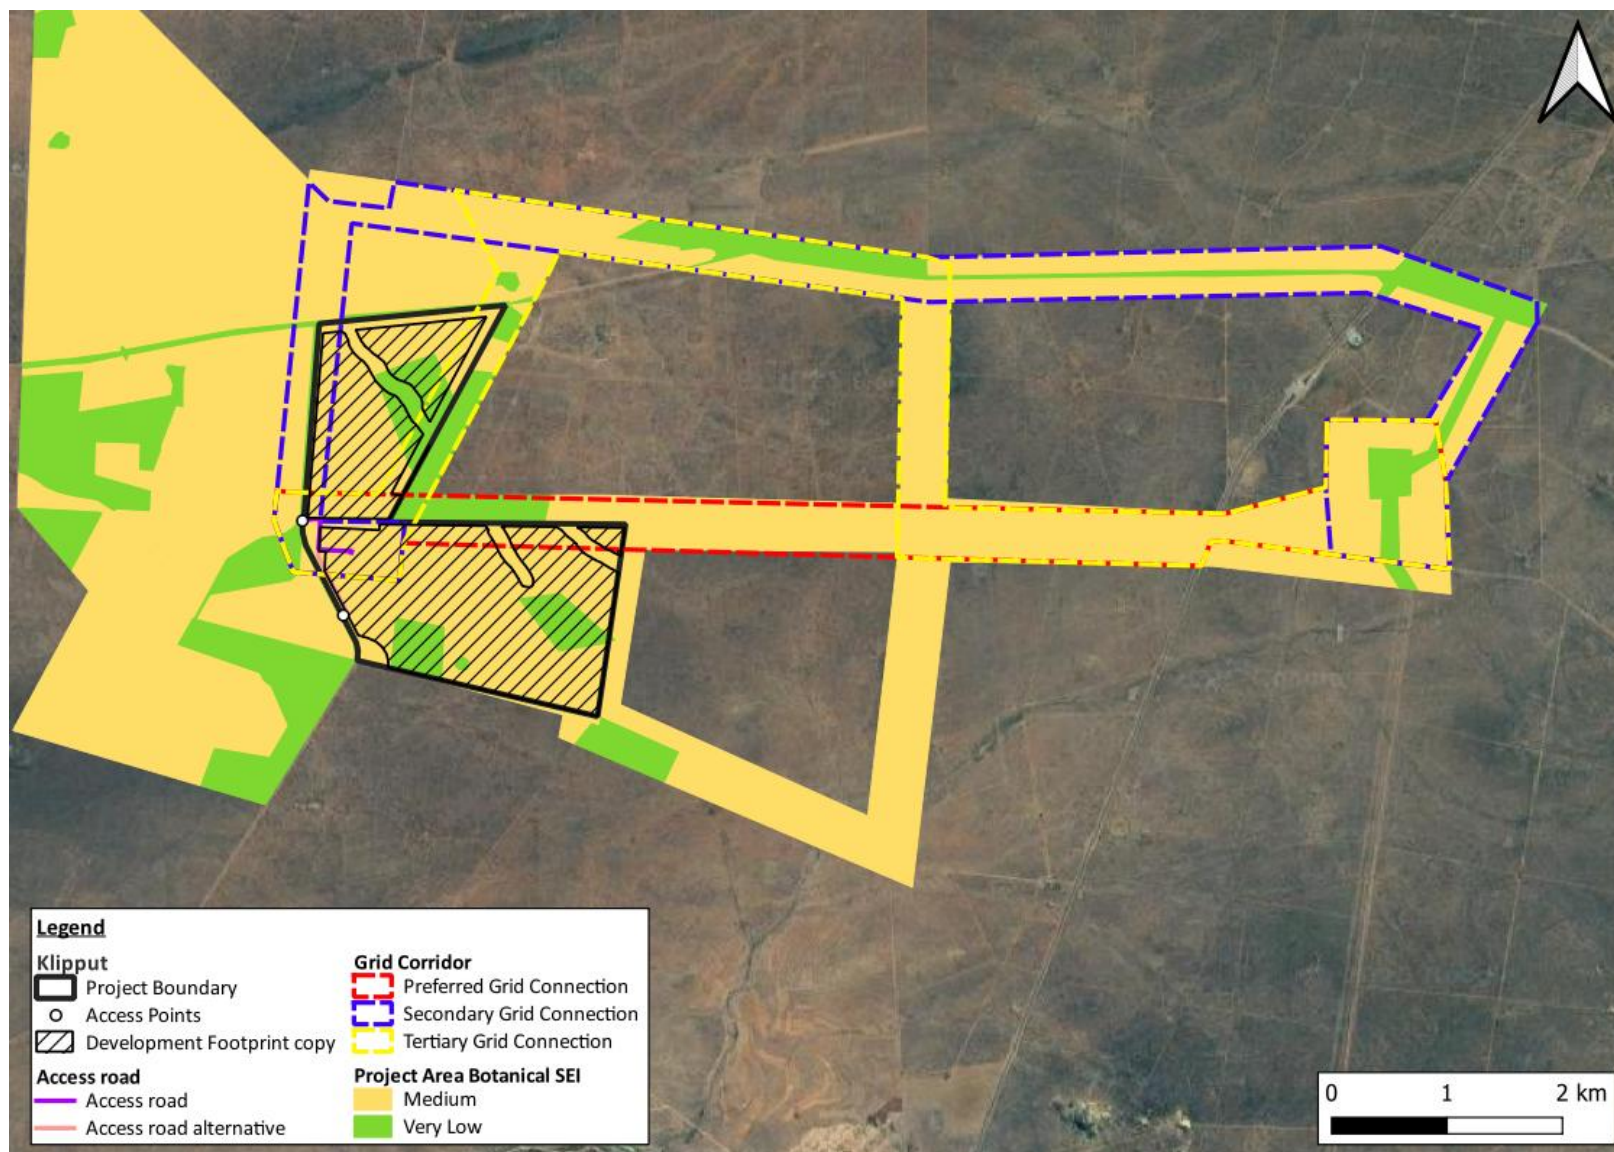 Legend
Klipput
Project Boundary
Access Points
Development Footprint copy
Access road
Access road
Access road alternative
Grid Corridor
Preferred Grid Connection
Secondary Grid Connection
Tertiary Grid Connection
Project Area Botanical SEI
Medium
Very Low
0 1 2 km